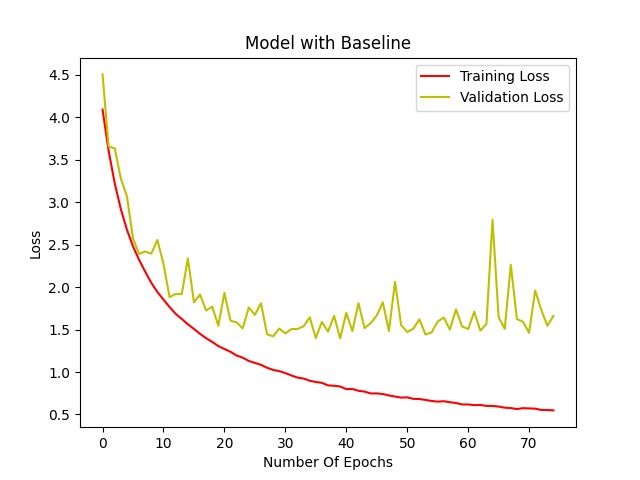 Model with Baseline
Training Loss
Validation Loss
4.5
4.0
3.5
3.0
2.5
2.0
1.5
1.0
0.5
Loss
0 10 20 30 40 50 60 70
Number Of Epochs